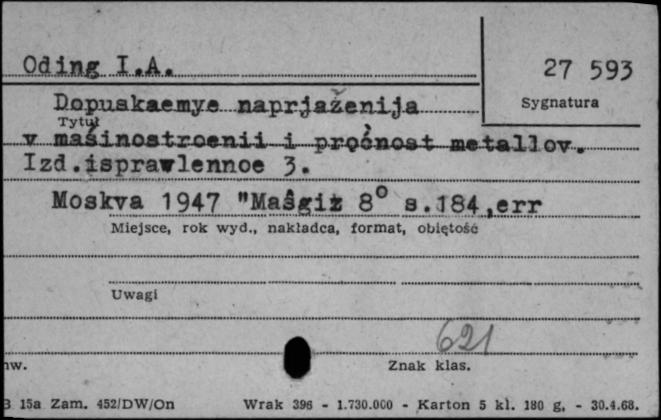 Oding I.A.
27 593
Sygnatura
Dopuskaemye naprjaženija
Tytuł
v mašinostroenii i pročnost metallov.
Izd.isprawlennoe 3.
Moskva 1947 "Mašgiz 8° s.184,err
Miejsce, rok wyd., nakładca, format, obiętość
Uwagi
621
nw.
Znak klas.
B 15a Zam. 452/DW/On Wrak 396 - 1.730.000 - Karton 5 kl. 180 g. - 30.4.68.